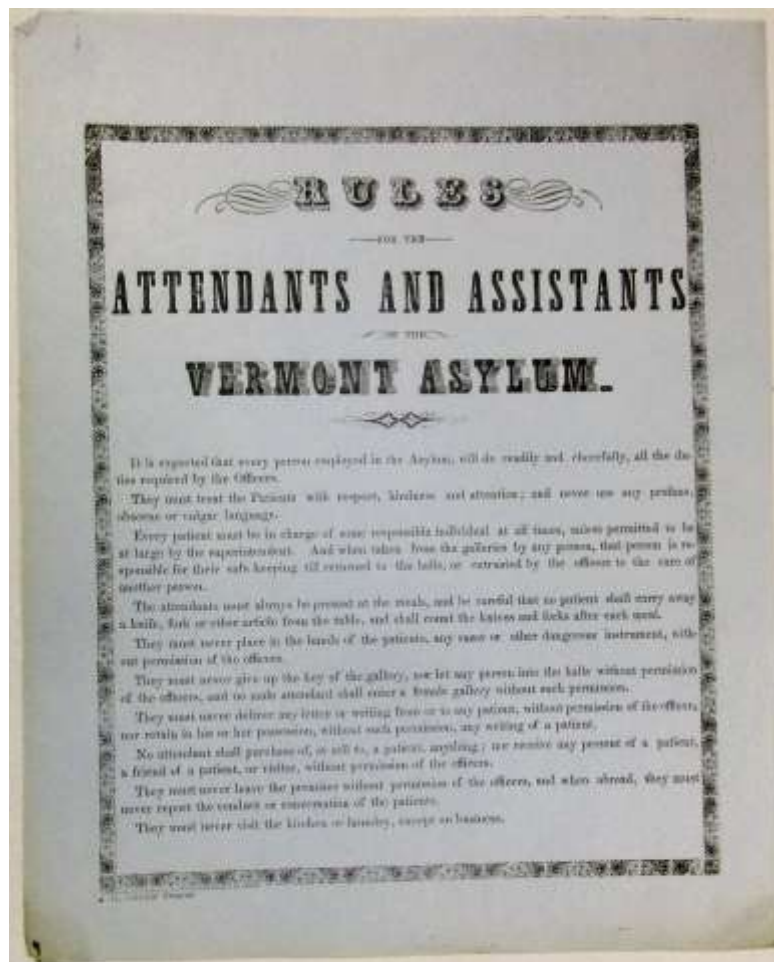 RULES
FOR THE
ATTENDANTS AND ASSISTANTS
OF THE
VERMONT ASYLUM.
It is expected that every person employed in the Asylum, will do readily and cheerfully, all the du-
ties required by the Officers.
They must treat the Patients with respect, kindness and attention; and never use any profane,
obscene or vulgar language.
Every patient must be in charge of some responsible individual at all times, unless permitted to be
at large by the superintendent. And when taken from the galleries by any person, that person is re-
sponsible for their safe keeping till returned to the halls, or entrusted by the officers to the care of
another person.
The attendants must always be present at the meals, and be careful that no patient shall carry away
a knife, fork or other article from the table, and shall count the knives and forks after each meal.
They must never place in the hands of the patients, any razor or other dangerous instrument, with-
out permission of the officers.
They must never give up the key of the gallery, nor let any person into the halls without permission
of the officers, and no male attendant shall enter a female gallery without such permission.
They must never deliver any letter or writing from or to any patient, without permission of the officers,
nor retain in his or her possession, without such permission, any writing of a patient.
No attendant shall purchase of, or sell to, a patient, anything; nor receive any present of a patient,
a friend of a patient, or visitor, without permission of the officers.
They must never leave the premises without permission of the officers, and when abroad, they must
never report the conduct or conversation of the patients.
They must never visit the kitchen or laundry, except on business.